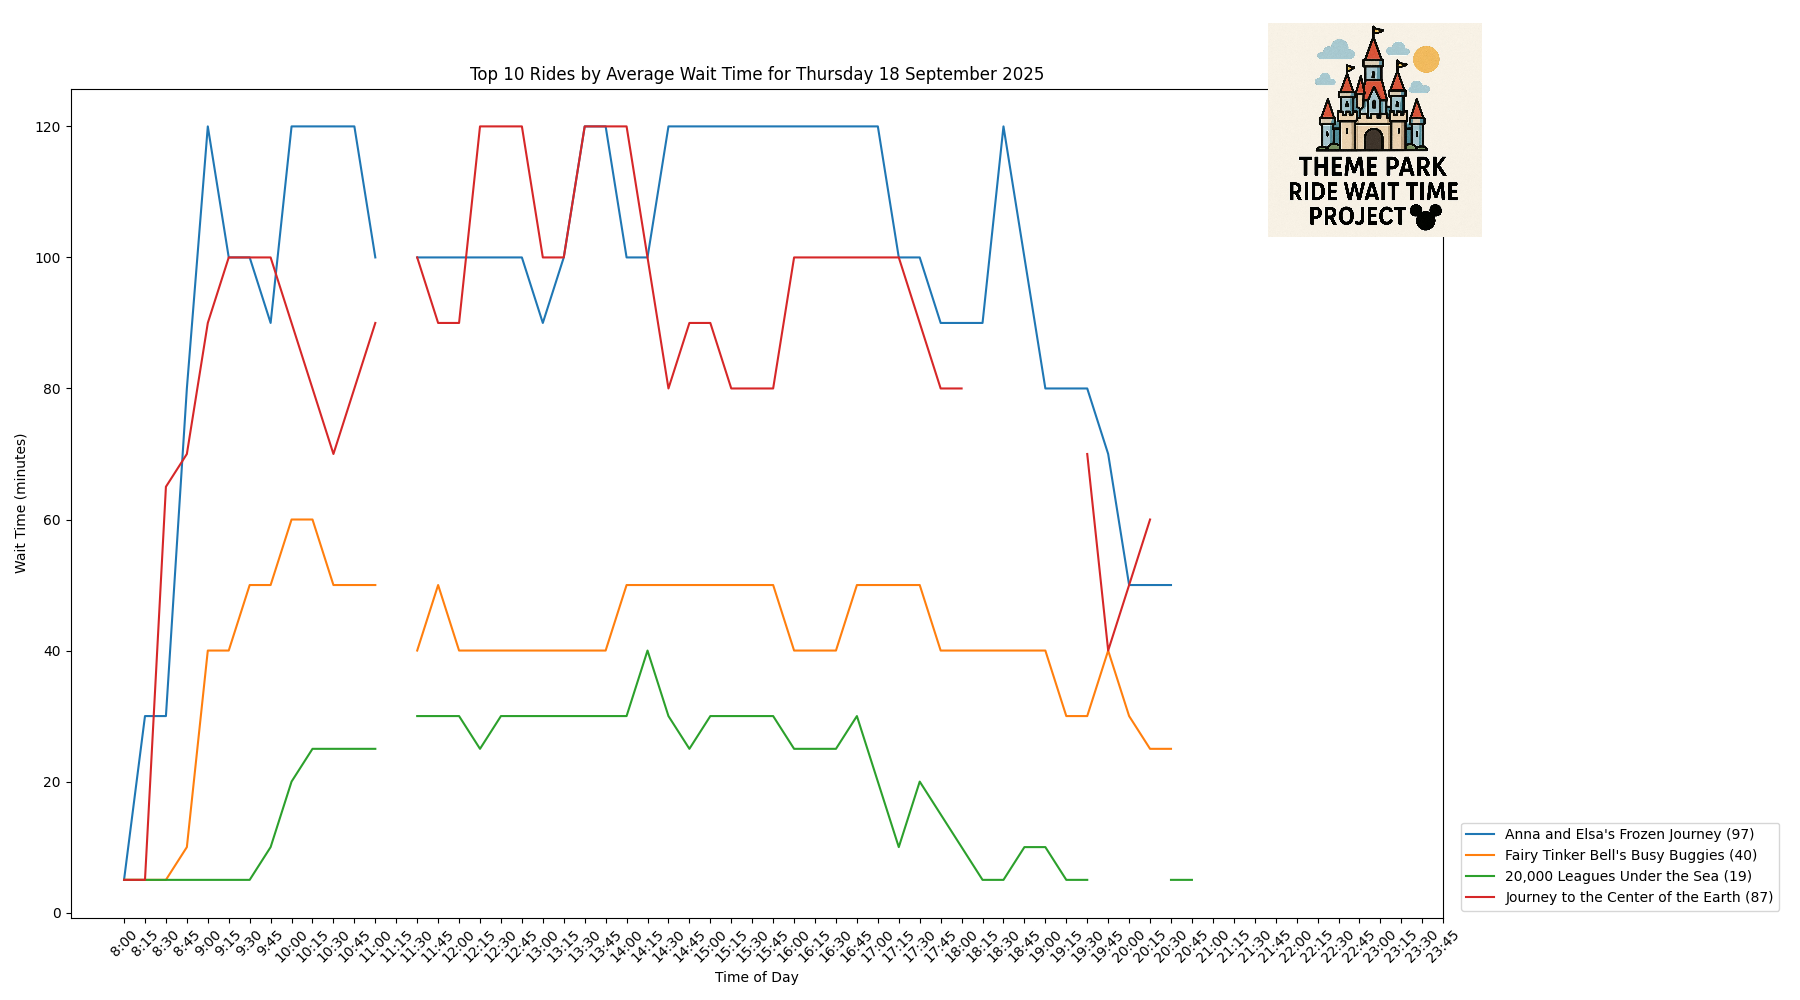 THEME PARK
RIDE WAIT TIME
PROJECT
Top 10 Rides by Average Wait Time for Thursday 18 September 2025
Wait Time (minutes)
120
100
80
60
40
20
0
8:00 8:15 8:30 8:45 9:00 9:15 9:30 9:45 10:00 10:15 10:30 10:45 11:00 11:15 11:30 11:45 12:00 12:15 12:30 12:45 13:00 13:15 13:30 13:45 14:00 14:15 14:30 14:45 15:00 15:15 15:30 15:45 16:00 16:15 16:30 16:45 17:00 17:15 17:30 17:45 18:00 18:15 18:30 18:45 19:00 19:15 19:30 19:45 20:00 20:15 20:30 20:45 21:00 21:15 21:30 21:45 22:00 22:15 22:30 22:45 23:00 23:15 23:30 23:45
Time of Day
Anna and Elsa's Frozen Journey (97)
Fairy Tinker Bell's Busy Buggies (40)
20,000 Leagues Under the Sea (19)
Journey to the Center of the Earth (87)